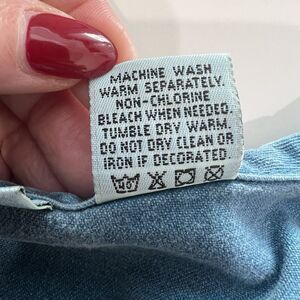 MACHINE WASH
WARM SEPARATELY
NON-CHLORINE
BLEACH WHEN NEEDED
TUMBLE DRY WARM
DO NOT DRY CLEAN OR
IRON IF DECORATED.